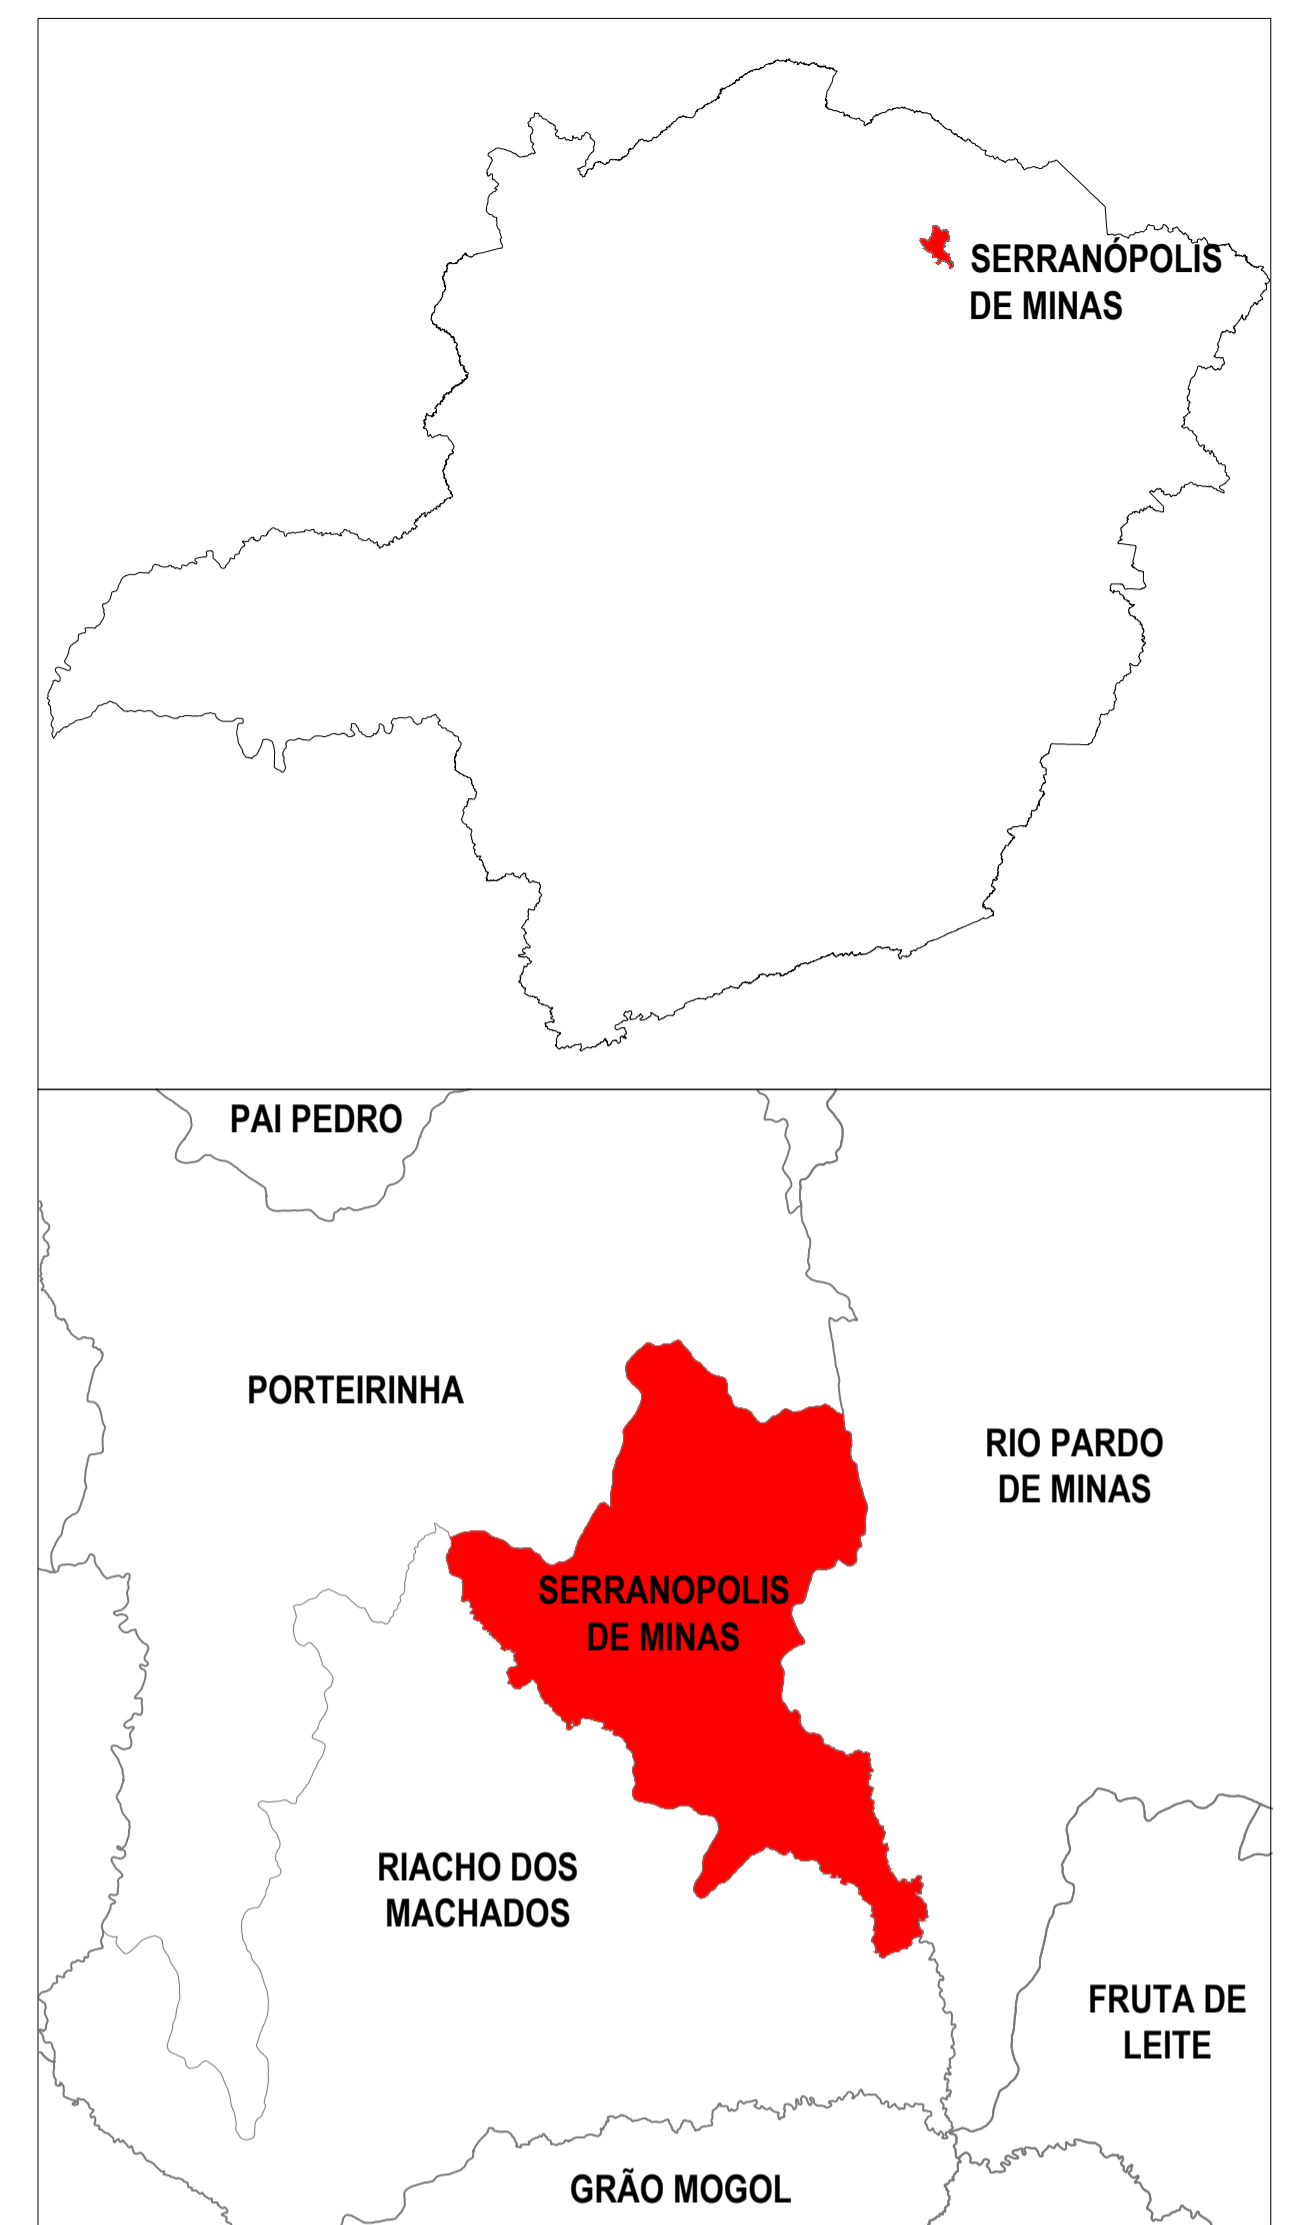 SERRANÓPOLIS
DE MINAS
PAI PEDRO
PORTEIRINHA
RIO PARDO
DE MINAS
SERRANOPOLIS
DE MINAS
RIACHO DOS
MACHADOS
FRUTA DE
LEITE
GRÃO MOGOL